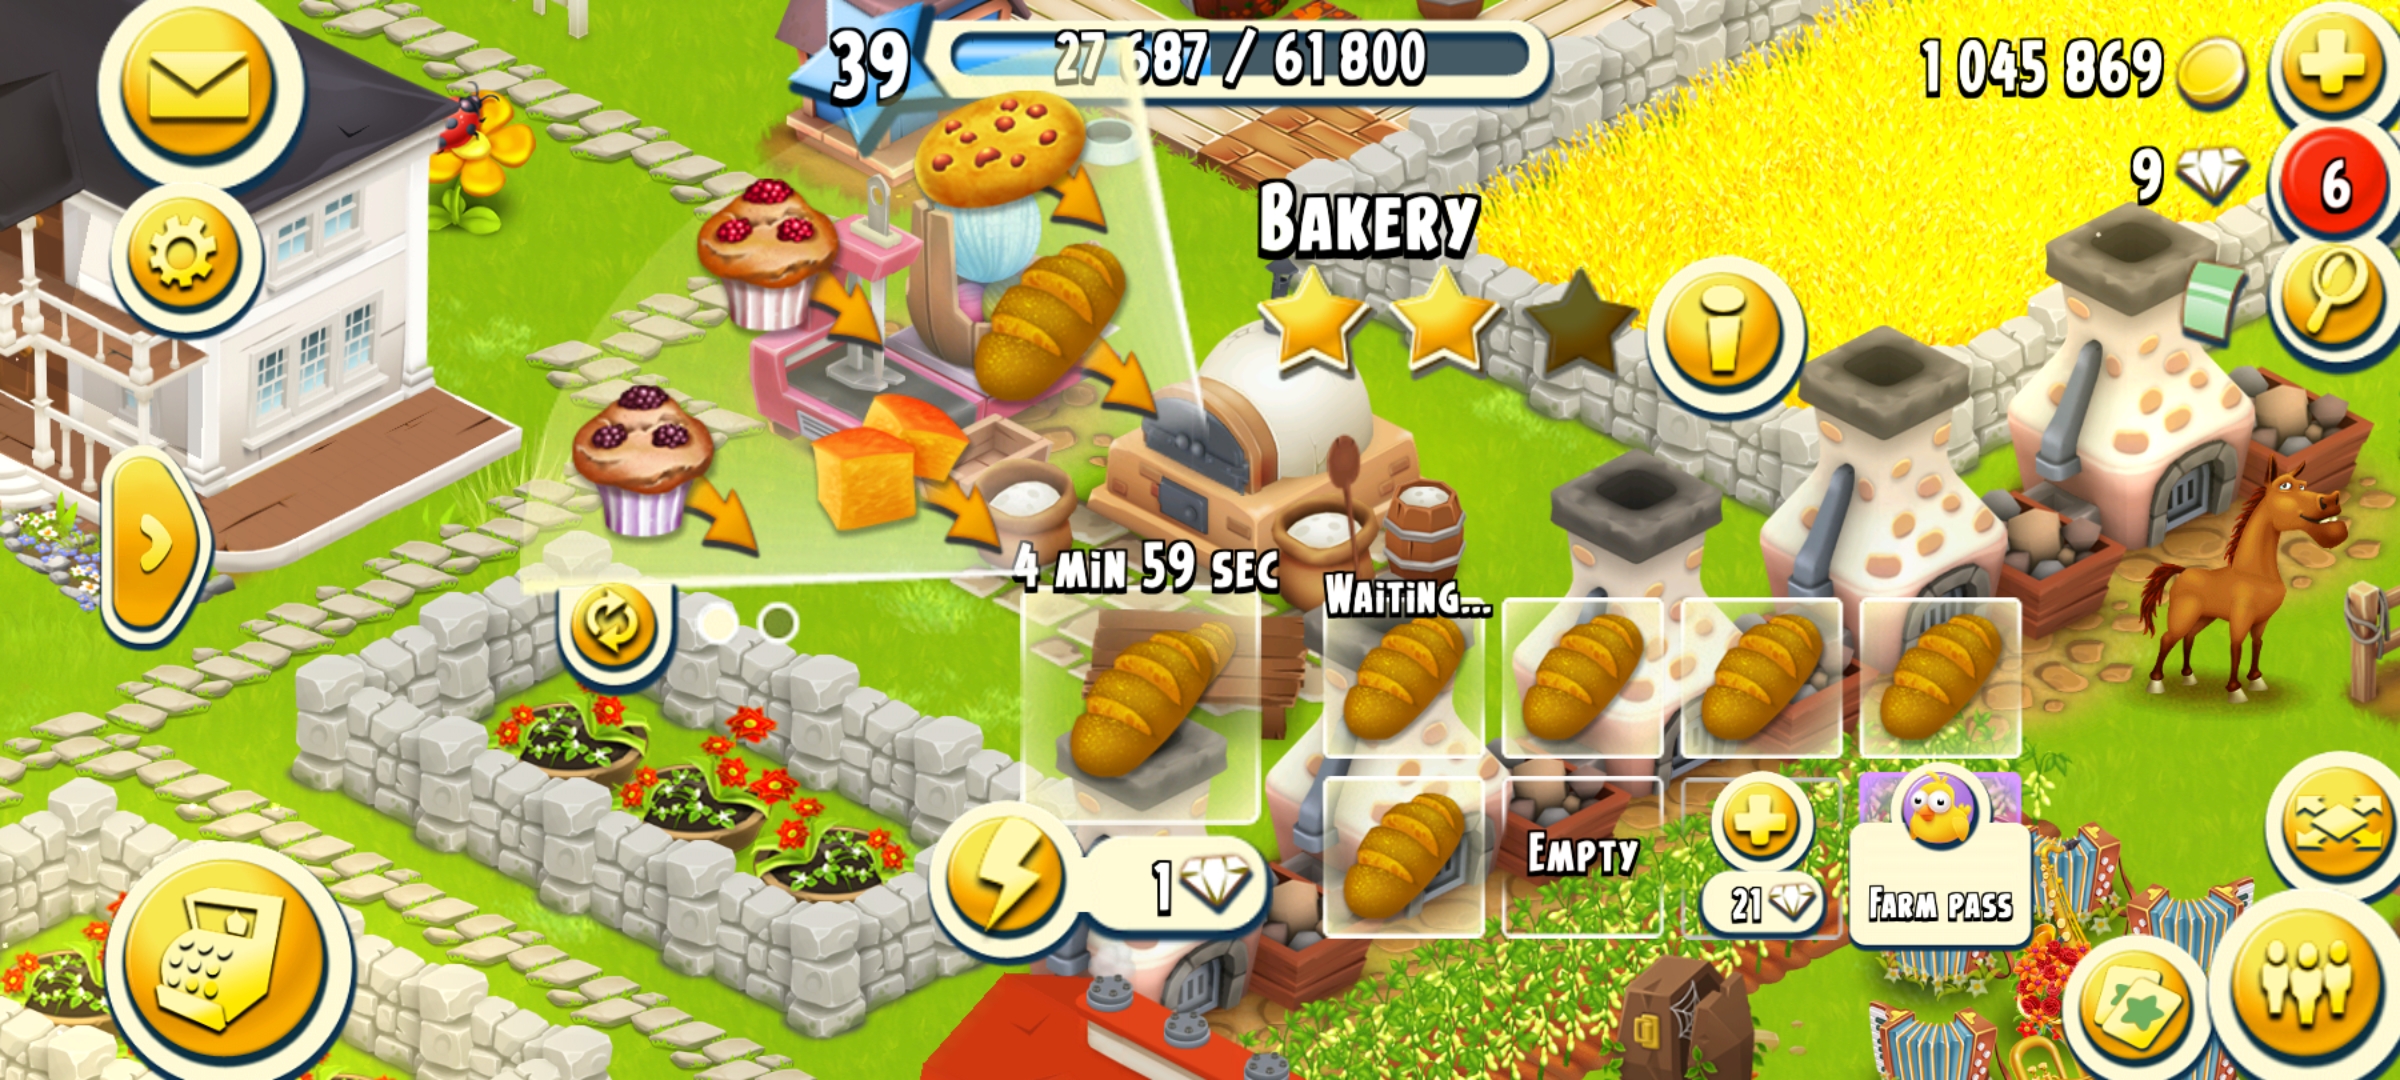 39
27 687 / 61 800
1 045 869
9
6
BAKERY
4 MIN 59 SEC
WAITING...
EMPTY
1
21
FARM PASS